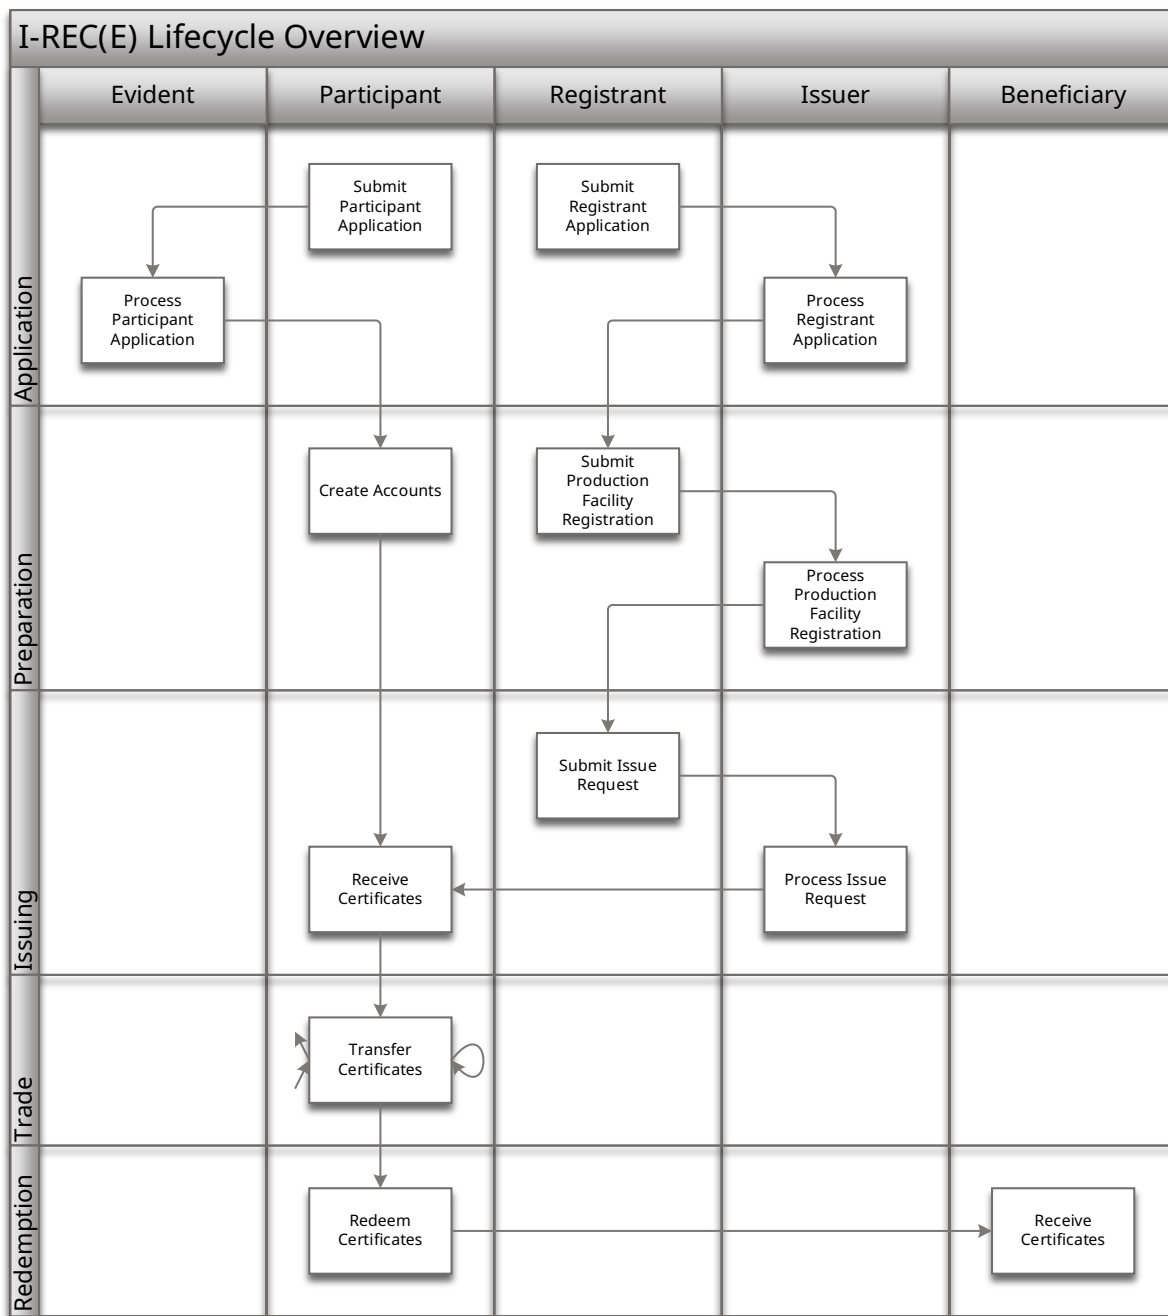 I-REC(E) Lifecycle Overview
Evident
Participant
Registrant
Issuer
Beneficiary
Application
Submit
Participant
Application
Submit
Registrant
Application
Process
Participant
Application
Process
Registrant
Application
Preparation
Create Accounts
Submit
Production
Facility
Registration
Process
Production
Facility
Registration
Issuing
Submit Issue
Request
Receive
Certificates
Process Issue
Request
Trade
Transfer
Certificates
Redemption
Redeem
Certificates
Receive
Certificates